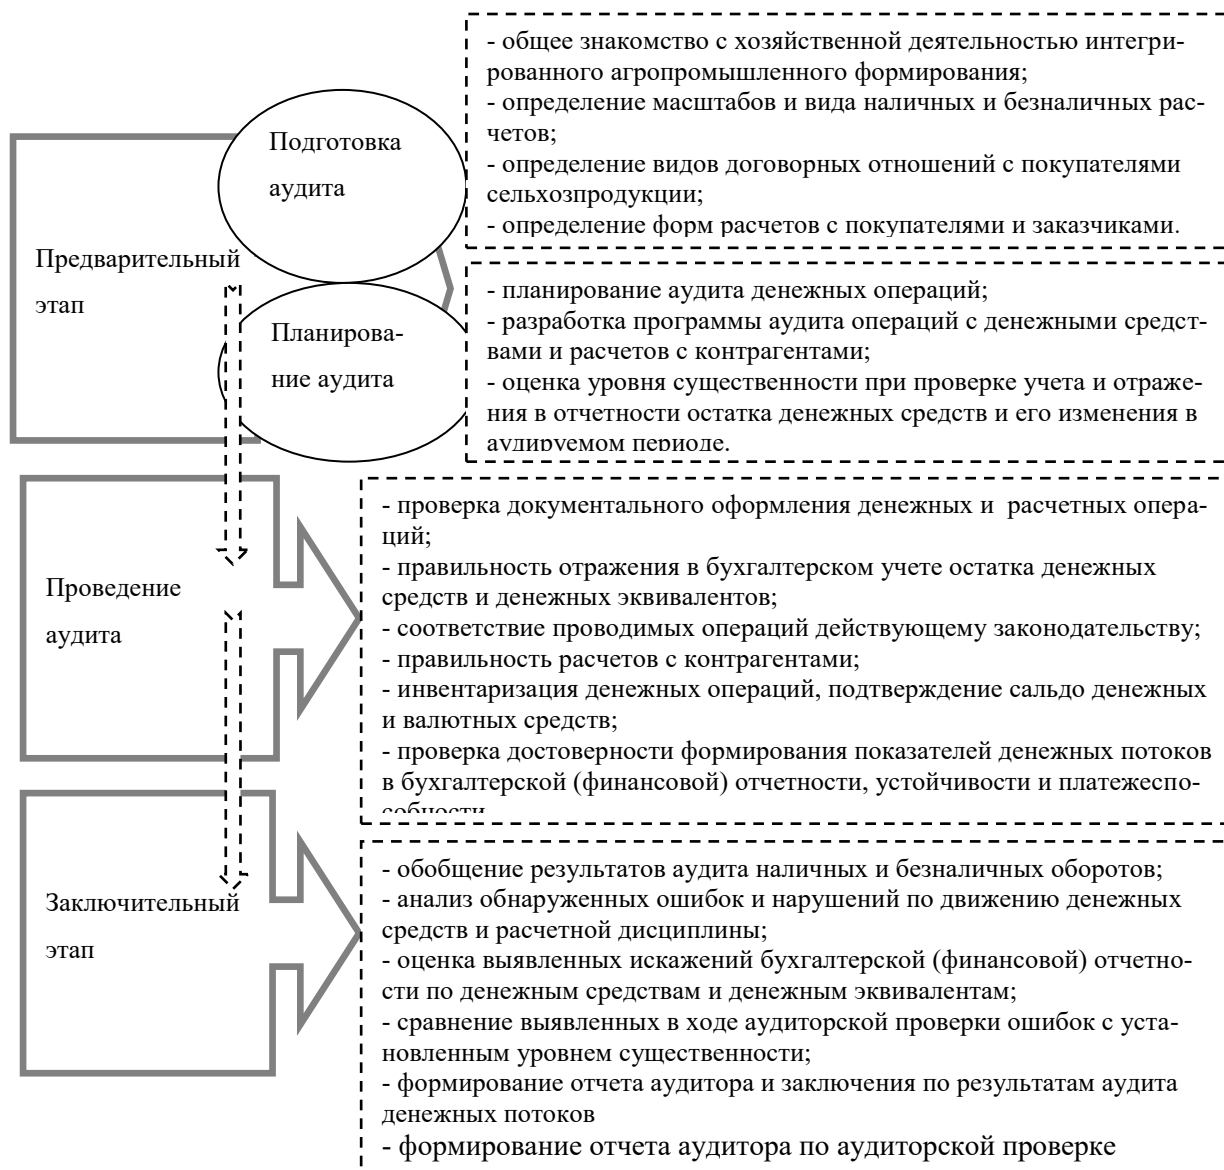 Предварительный
этап
Подготовка
аудита
- общее знакомство с хозяйственной деятельностью интегри-
рованного агропромышленного формирования;
- определение масштабов и вида наличных и безналичных рас-
четов;
- определение видов договорных отношений с покупателями
сельхозпродукции;
- определение форм расчетов с покупателями и заказчиками.
Планирова-
ние аудита
- планирование аудита денежных операций;
- разработка программы аудита операций с денежными средст-
вами и расчетов с контрагентами;
- оценка уровня существенности при проверке учета и отраже-
ния в отчетности остатка денежных средств и его изменения в
аудируемом периоде.
Проведение
аудита
- проверка документального оформления денежных и  расчетных опера-
ций;
- правильность отражения в бухгалтерском учете остатка денежных
средств и денежных эквивалентов;
- соответствие проводимых операций действующему законодательству;
- правильность расчетов с контрагентами;
- инвентаризация денежных операций, подтверждение сальдо денежных
и валютных средств;
- проверка достоверности формирования показателей денежных потоков
в бухгалтерской (финансовой) отчетности, устойчивости и платежеспо-
собности
Заключительный
этап
- обобщение результатов аудита наличных и безналичных оборотов;
- анализ обнаруженных ошибок и нарушений по движению денежных
средств и расчетной дисциплины;
- оценка выявленных искажений бухгалтерской (финансовой) отчетно-
сти по денежным средствам и денежным эквивалентам;
- сравнение выявленных в ходе аудиторской проверки ошибок с уста-
новленным уровнем существенности;
- формирование отчета аудитора и заключения по результатам аудита
денежных потоков
- формирование отчета аудитора по аудиторской проверке